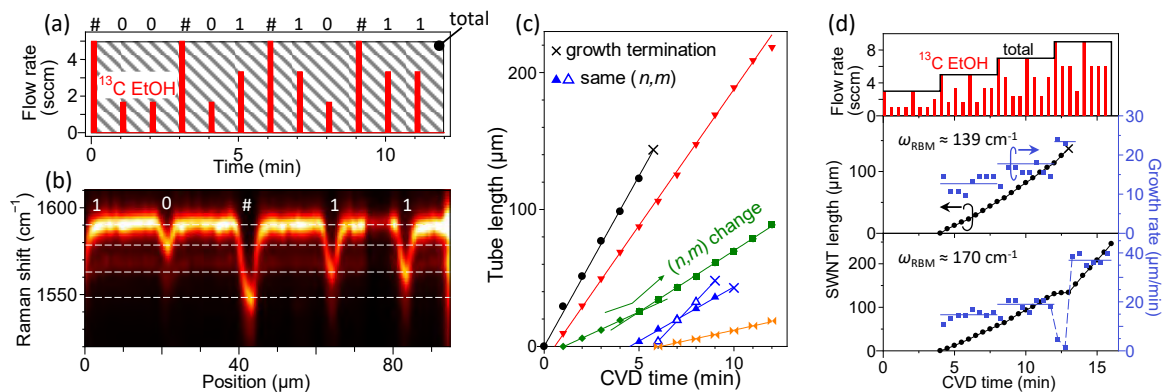 (a)
# 0 0 # 0 1 # 1 0 # 1 1
total
Flow rate
(sccm)
4
2
0
¹³C EtOH
0 5 10
Time (min)
(b)
Raman shift (cm⁻¹)
1600
1550
1 0 # 1 1
0 40 80
Position (µm)
(c)
× growth termination
same (n,m)
Tube length (µm)
200
100
0
(n,m) change
0 5 10
CVD time (min)
(d)
Flow rate
(sccm)
8
4
0
¹³C EtOH
total
SWNT length (µm)
100
0
ωRBM ≈ 139 cm⁻¹
30
20
10
0
Growth rate (µm/min)
200
100
0
ωRBM ≈ 170 cm⁻¹
40
20
0
5 10 15
CVD time (min)